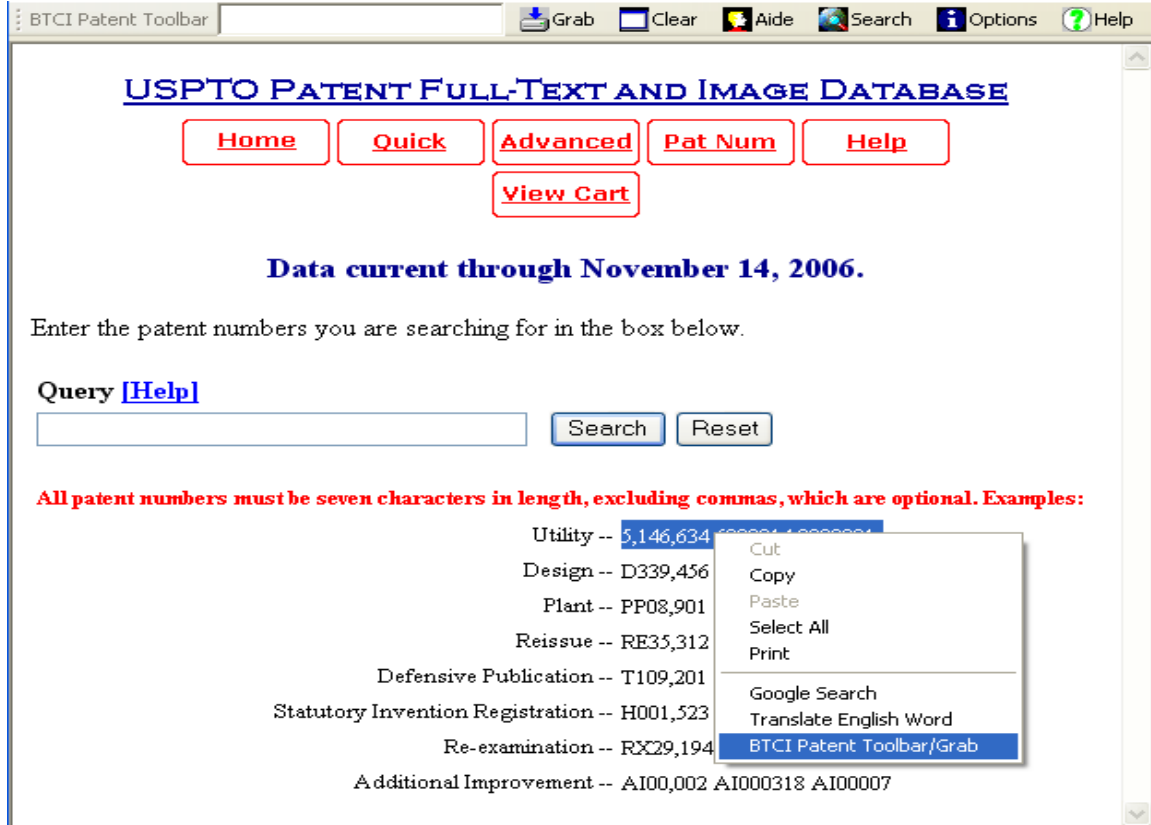 BTCI Patent Toolbar Grab Clear Aide Search Options Help
USPTO PATENT FULL-TEXT AND IMAGE DATABASE
Home Quick Advanced Pat Num Help
View Cart
Data current through November 14, 2006.
Enter the patent numbers you are searching for in the box below.
Query [Help]
Search Reset
All patent numbers must be seven characters in length, excluding commas, which are optional. Examples:
Utility -- 5,146,634
Design -- D339,456
Plant -- PP08,901
Reissue -- RE35,312
Defensive Publication -- T109,201
Statutory Invention Registration -- H001,523
Re-examination -- RX29,194
Additional Improvement -- AI00,002 AI000318 AI00007
Cut
Copy
Paste
Select All
Print
Google Search
Translate English Word
BTCI Patent Toolbar/Grab